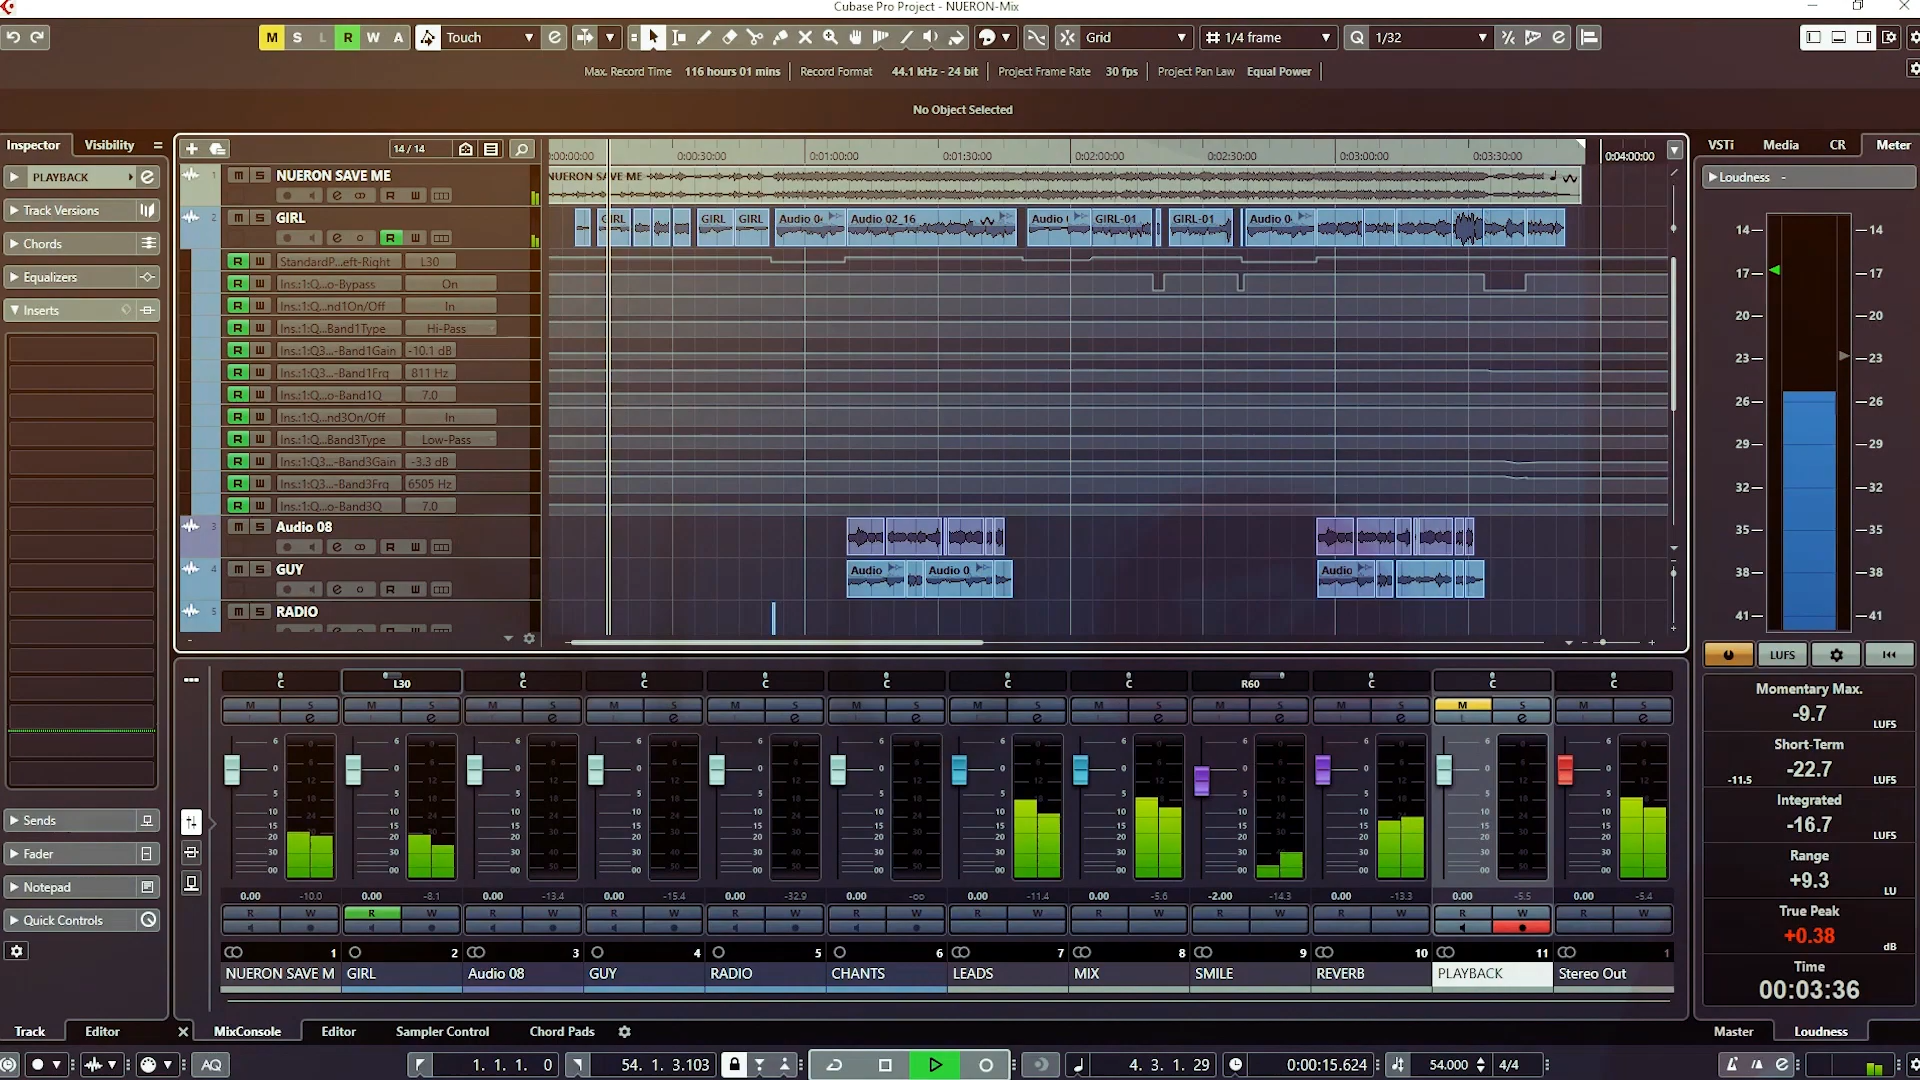 Cubase Pro Project - NUERON-Mix
M S L R W A Touch Grid 1/4 frame Q 1/32
Max. Record Time 116 hours 01 mins Record Format 44.1 kHz - 24 bit Project Frame Rate 30 fps Project Pan Law Equal Power
No Object Selected
Inspector Visibility
14 / 14
0:00:00:00 0:00:30:00 0:01:00:00 0:01:30:00 0:02:00:00 0:02:30:00 0:03:00:00 0:03:30:00 0:04:00:00
VSTi Media CR Meter
PLAYBACK
Track Versions
Chords
Equalizers
Inserts
Sends
Fader
Notepad
Quick Controls
1 m S NUERON SAVE ME
R
NUERON SAVE ME
2 m S GIRL
R
GIRL GIRL GIRL Audio 02_16 GIRL-01 GIRL-01
R StandardP...eft-Right L30
R Ins.:1:Q...o-Bypass On
R Ins.:1:Q...nd1On/Off In
R Ins.:1:Q...Band1Type Hi-Pass
R Ins.:1:Q3...-Band1Gain -10.1 dB
R Ins.:1:Q3...-Band1Frq 811 Hz
R Ins.:1:Q...o-Band1Q 7.0
R Ins.:1:Q...nd3On/Off In
R Ins.:1:Q...Band3Type Low-Pass
R Ins.:1:Q3...-Band3Gain -3.3 dB
R Ins.:1:Q3...-Band3Frq 6505 Hz
R Ins.:1:Q...o-Band3Q 7.0
3 m S Audio 08
R
4 m S GUY
R
Audio Audio 0 Audio
5 m S RADIO
Loudness -
14 14
17 17
20 20
23 23
26 26
29 29
32 32
35 35
38 38
41 41
LUFS
Momentary Max.
-9.7 LUFS
Short-Term
-11.5 -22.7 LUFS
Integrated
-16.7 LUFS
Range
+9.3 LU
True Peak
+0.38 dB
Time
00:03:36
C L30 C C C C C C R60 C C C
M S M S M S M S M S M S M S M S M S M S M S M S
0.00 -10.0 0.00 -8.1 0.00 -13.4 0.00 -15.4 0.00 -32.9 0.00 -oo 0.00 -11.4 0.00 -5.6 -2.00 -14.3 0.00 -13.3 0.00 -5.5 0.00 -5.4
R W R W R W R W R W R W R W R W R W R W R W R W
1 2 3 4 5 6 7 8 9 10 11 1
NUERON SAVE M GIRL Audio 08 GUY RADIO CHANTS LEADS MIX SMILE REVERB PLAYBACK Stereo Out
Track Editor MixConsole Editor Sampler Control Chord Pads Master Loudness
AQ 1. 1. 1. 0 54. 1. 3.103 4. 3. 1. 29 0:00:15.624 54.000 4/4